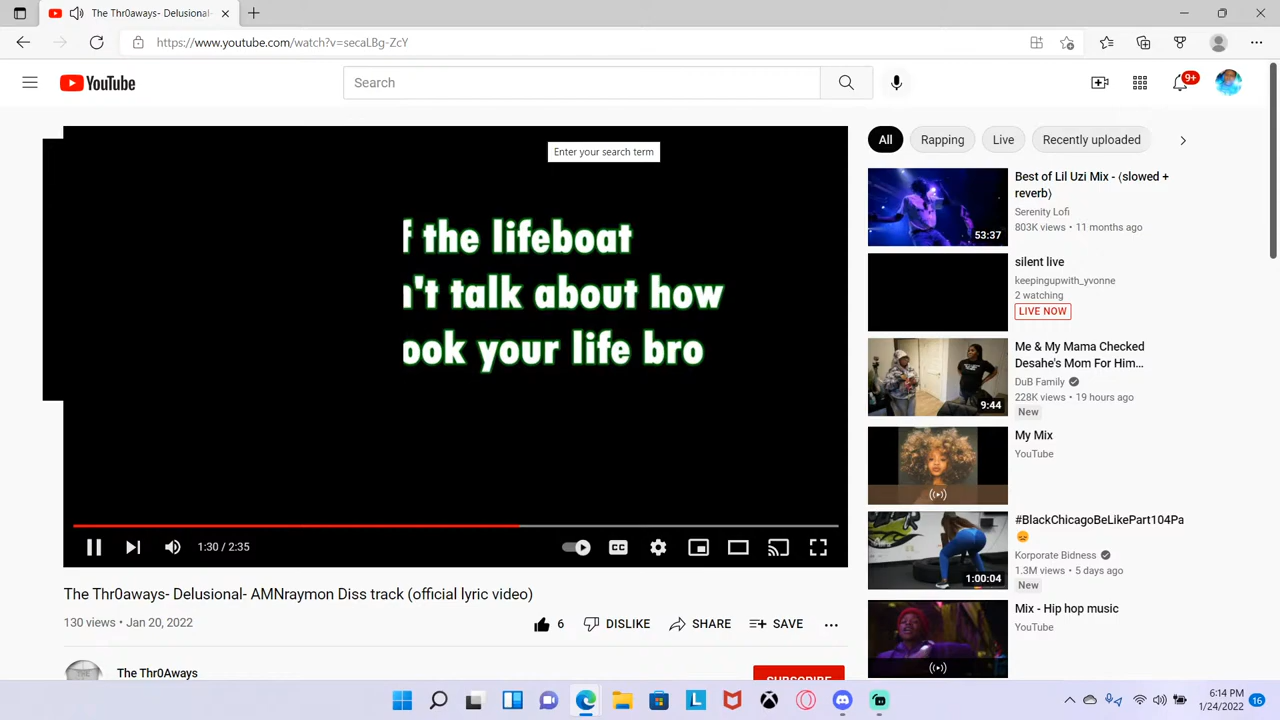 The Thr0aways- Delusional-
https://www.youtube.com/watch?v=secaLBg-ZcY
YouTube
Search
9+
Enter your search term
the lifeboat
talk about how
your life bro
1:30 / 2:35
CC
The Thr0aways- Delusional- AMNraymon Diss track (official lyric video)
130 views • Jan 20, 2022
6 DISLIKE SHARE SAVE
The Thr0Aways
SUBSCRIBE
All Rapping Live Recently uploaded
53:37
Best of Lil Uzi Mix - (slowed +
reverb)
Serenity Lofi
803K views • 11 months ago
silent live
keepingupwith_yvonne
2 watching
LIVE NOW
9:44
Me & My Mama Checked
Desahe's Mom For Him...
DuB Family
228K views • 19 hours ago
New
My Mix
YouTube
1:00:04
#BlackChicagoBeLikePart104Pa
Korporate Bidness
1.3M views • 5 days ago
New
Mix - Hip hop music
YouTube
L
6:14 PM
1/24/2022
16